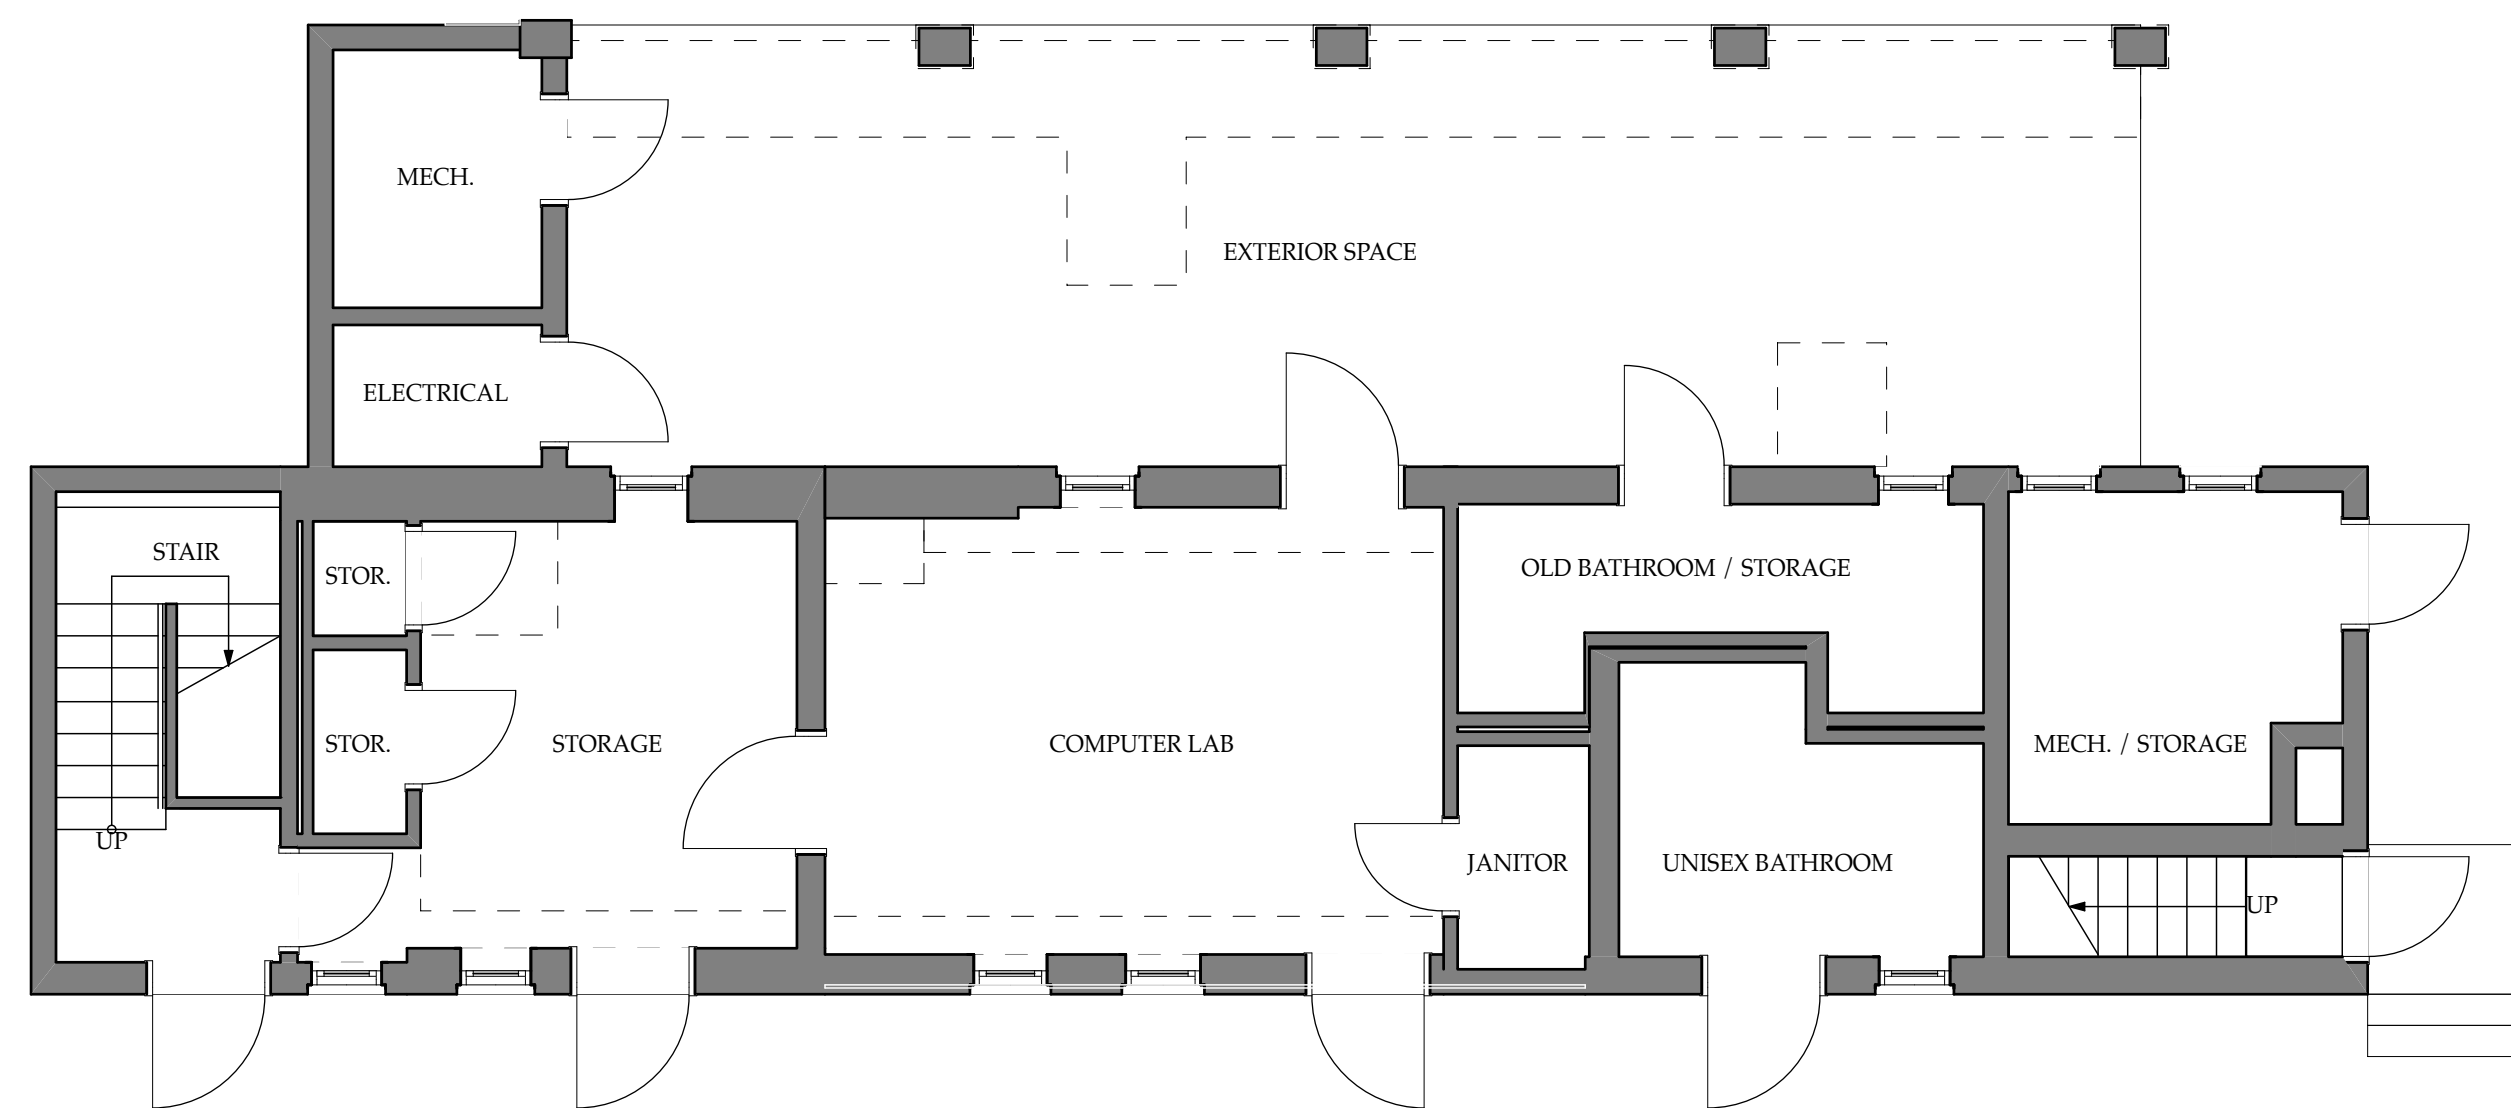 MECH.
EXTERIOR SPACE
ELECTRICAL
STAIR
STOR.
OLD BATHROOM / STORAGE
STOR.
STORAGE
COMPUTER LAB
MECH. / STORAGE
UP
JANITOR
UNISEX BATHROOM
UP